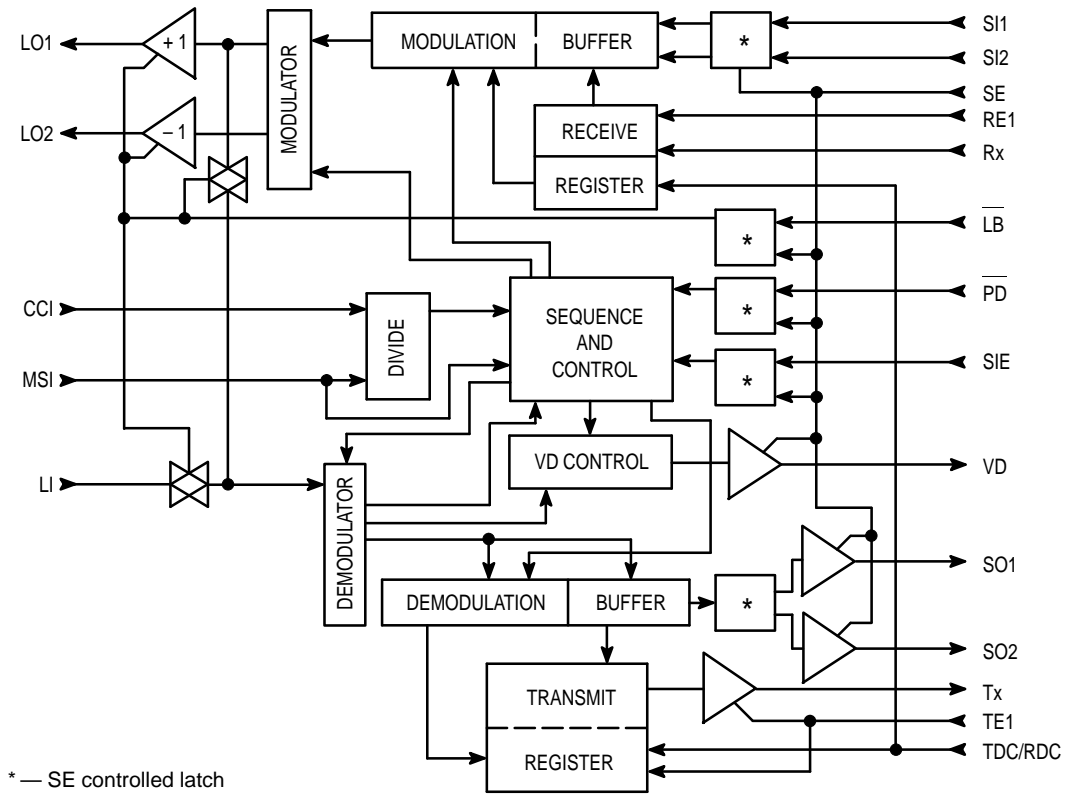 LO1
+ 1
MODULATOR
MODULATION
BUFFER
*
SI1
SI2
SE
LO2
– 1
RECEIVE
REGISTER
RE1
Rx
*
LB
CCI
DIVIDE
SEQUENCE
AND
CONTROL
*
PD
MSI
*
SIE
LI
DEMODULATOR
VD CONTROL
VD
DEMODULATION
BUFFER
*
SO1
SO2
TRANSMIT
REGISTER
Tx
TE1
TDC/RDC
* — SE controlled latch